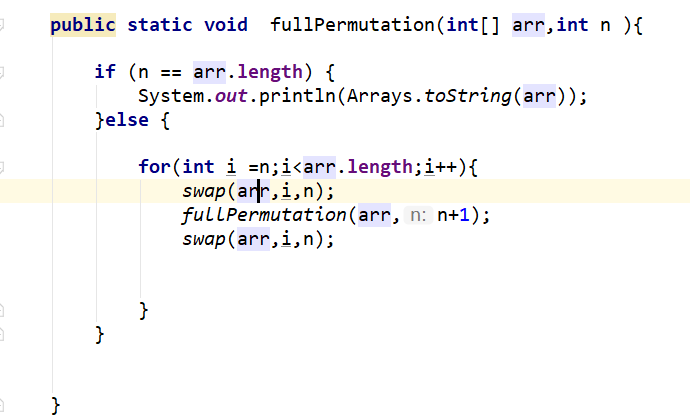 public static void  fullPermutation(int[] arr,int n ){
if (n == arr.length) {
System.out.println(Arrays.toString(arr));
}else {
for(int i =n;i<arr.length;i++){
swap(arr,i,n);
fullPermutation(arr, n: n+1);
swap(arr,i,n);
}
}
}